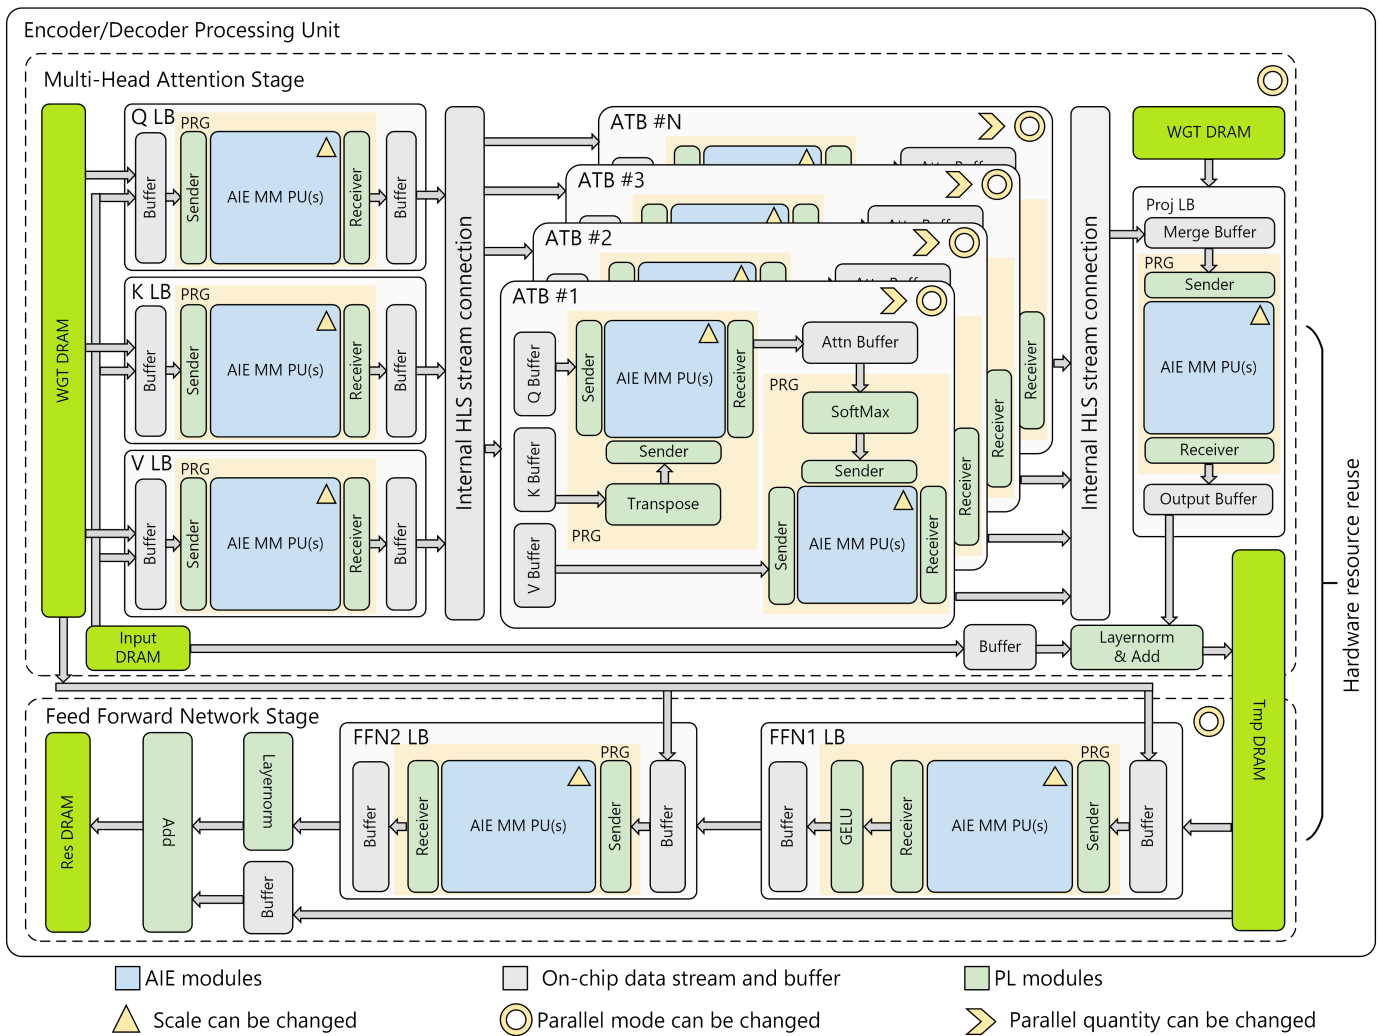 Encoder/Decoder Processing Unit
Multi-Head Attention Stage
WGT DRAM
Q LB
PRG
Buffer
Sender
AIE MM PU(s)
Receiver
Buffer
K LB
PRG
Buffer
Sender
AIE MM PU(s)
Receiver
Buffer
V LB
PRG
Buffer
Sender
AIE MM PU(s)
Receiver
Buffer
Input
DRAM
Internal HLS stream connection
ATB #N
Attn Buffer
Receiver
ATB #3
Attn Buffer
Receiver
ATB #2
Attn Buffer
Receiver
ATB #1
Q Buffer
Sender
AIE MM PU(s)
Receiver
Attn Buffer
K Buffer
Sender
Transpose
PRG
V Buffer
PRG
SoftMax
Sender
Sender
AIE MM PU(s)
Receiver
Internal HLS stream connection
WGT DRAM
Proj LB
Merge Buffer
PRG
Sender
AIE MM PU(s)
Receiver
Output Buffer
Buffer
Layernorm
& Add
Tmp DRAM
Hardware resource reuse
Feed Forward Network Stage
Res DRAM
Add
Layernorm
Buffer
FFN2 LB
PRG
Buffer
Receiver
AIE MM PU(s)
Sender
Buffer
FFN1 LB
PRG
Buffer
GELU
Receiver
AIE MM PU(s)
Sender
Buffer
AIE modules
On-chip data stream and buffer
PL modules
Scale can be changed
Parallel mode can be changed
Parallel quantity can be changed